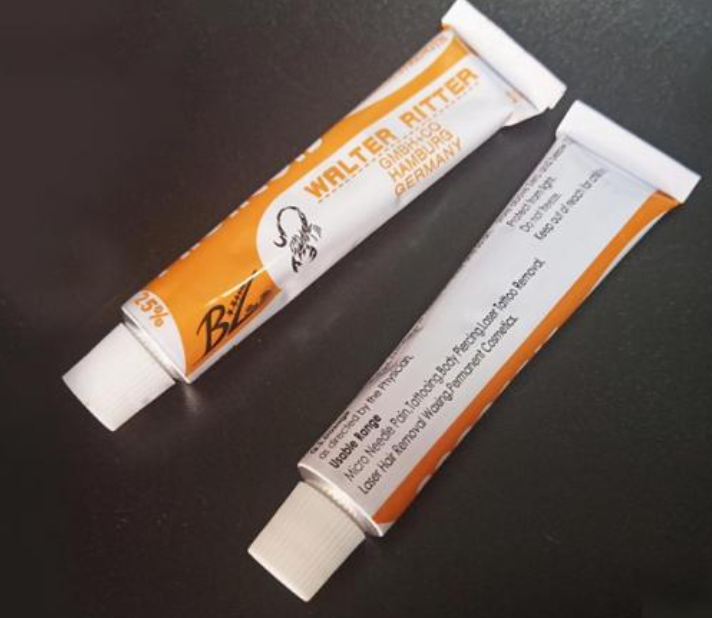 WALTER RITTER
GMBH+CO
HAMBURG
GERMANY
25%
BZ
Protect from light.
Do not freeze.
Keep out of reach for
as directed by the Physician.
Usable Range
Micro Needle Pain,Tattooing,Body Piercing,Laser Tattoo Removal,
Laser Hair Removal Waxing,Permanent Cosmetics.